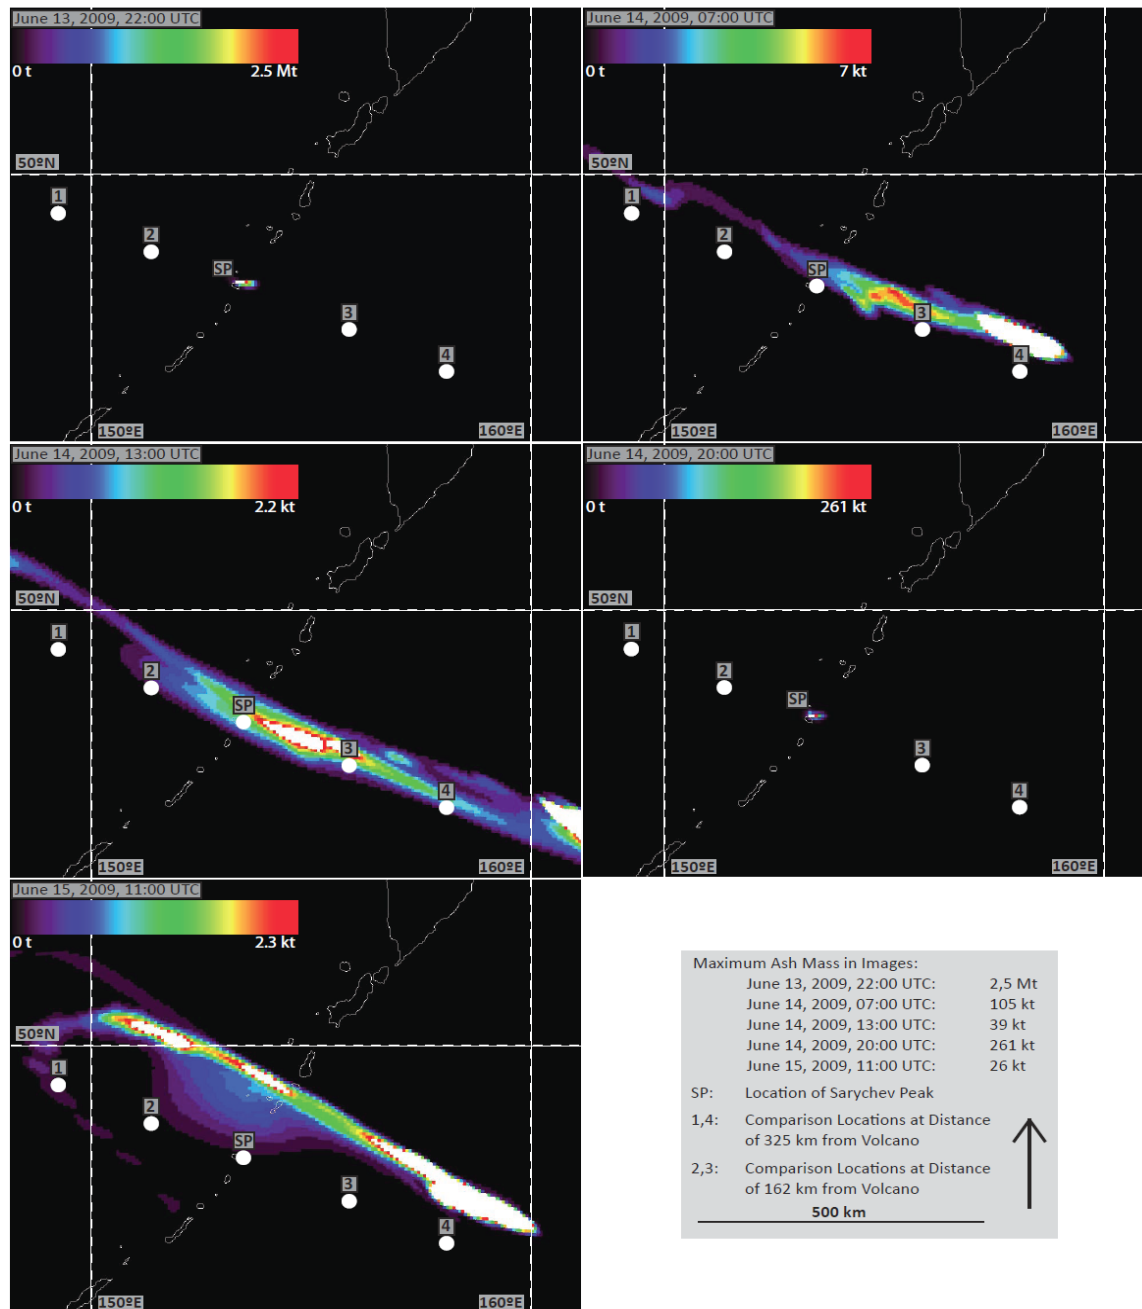 June 13, 2009, 22:00 UTC
0 t 2.5 Mt
50ºN
1
2
SP
3
4
150ºE 160ºE
June 14, 2009, 07:00 UTC
0 t 7 kt
50ºN
1
2
SP
3
4
150ºE 160ºE
June 14, 2009, 13:00 UTC
0 t 2.2 kt
50ºN
1
2
SP
3
4
150ºE 160ºE
June 14, 2009, 20:00 UTC
0 t 261 kt
50ºN
1
2
SP
3
4
150ºE 160ºE
June 15, 2009, 11:00 UTC
0 t 2.3 kt
50ºN
1
2
SP
3
4
150ºE 160ºE
Maximum Ash Mass in Images:
June 13, 2009, 22:00 UTC: 2,5 Mt
June 14, 2009, 07:00 UTC: 105 kt
June 14, 2009, 13:00 UTC: 39 kt
June 14, 2009, 20:00 UTC: 261 kt
June 15, 2009, 11:00 UTC: 26 kt
SP: Location of Sarychev Peak
1,4: Comparison Locations at Distance
of 325 km from Volcano
2,3: Comparison Locations at Distance
of 162 km from Volcano
500 km